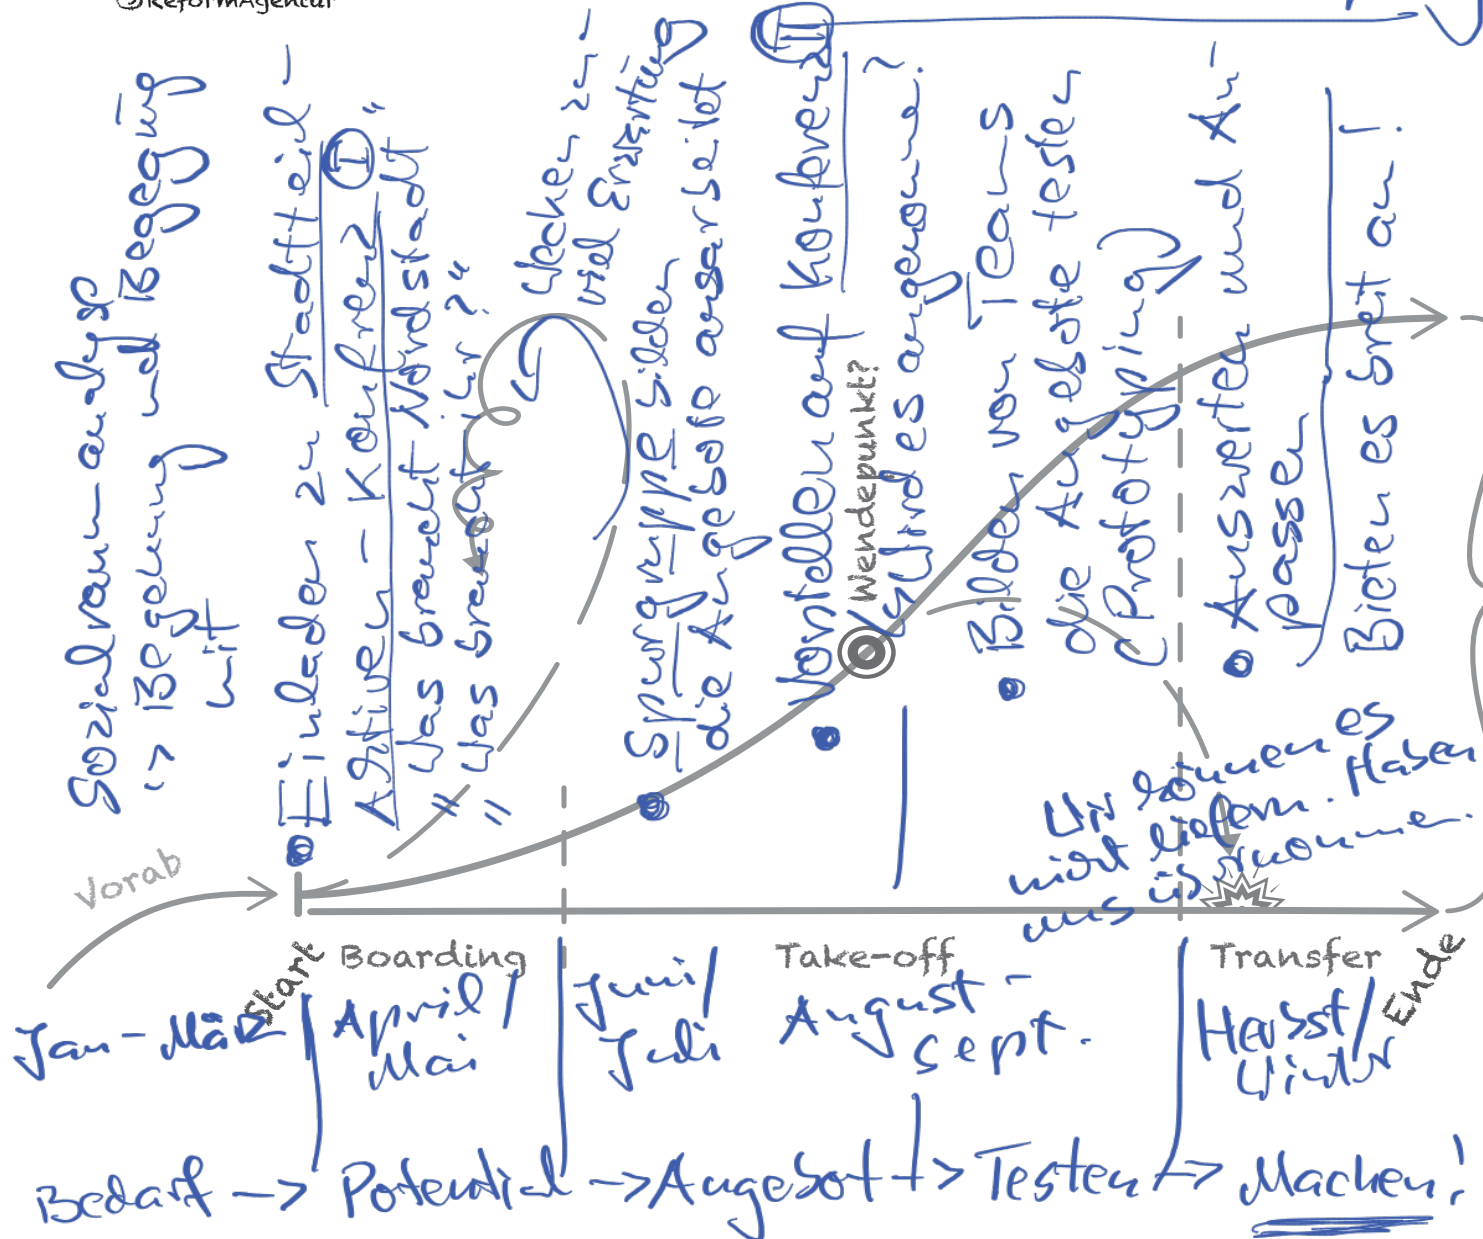 ©ReformAgentur
II
Sozialraumanalyse
=> Begehung und Begegnung
mit
Einladen zu Stadtteil-
Aktiven-Konferenz I
"Was braucht Nordstadt"
"Was braucht ihr?"
Wecken zu-
viel Erwartung
Spurgruppe bilden
die Angebote ausarbeitet
Vorstellen auf Konferenz
Wird es angenomm.?
Wendepunkt?
Bilden von Teams
die Angebote testen
(Prototyping)
Auswerten und An-
passen
Bieten es breit an!
Wir können es
nicht liefern. Haben
uns übernommen.
Vorab
Start
Boarding
Take-off
Transfer
Ende
Jan-März
April/
Mai
Juni/
Juli
August-
Sept.
Herbst/
Winter
Bedarf -> Potential -> Angebot -> Testen -> Machen!